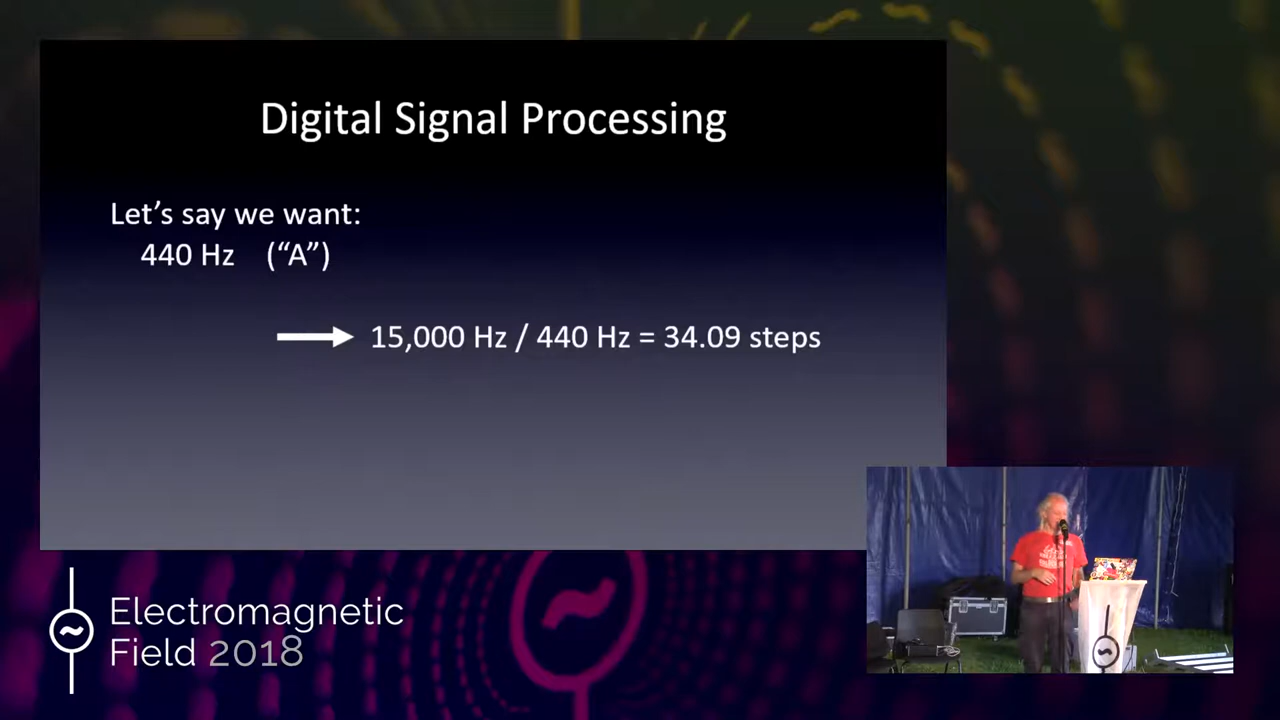 Digital Signal Processing
Let’s say we want:
440 Hz (“A”)
15,000 Hz / 440 Hz = 34.09 steps
Electromagnetic
Field 2018